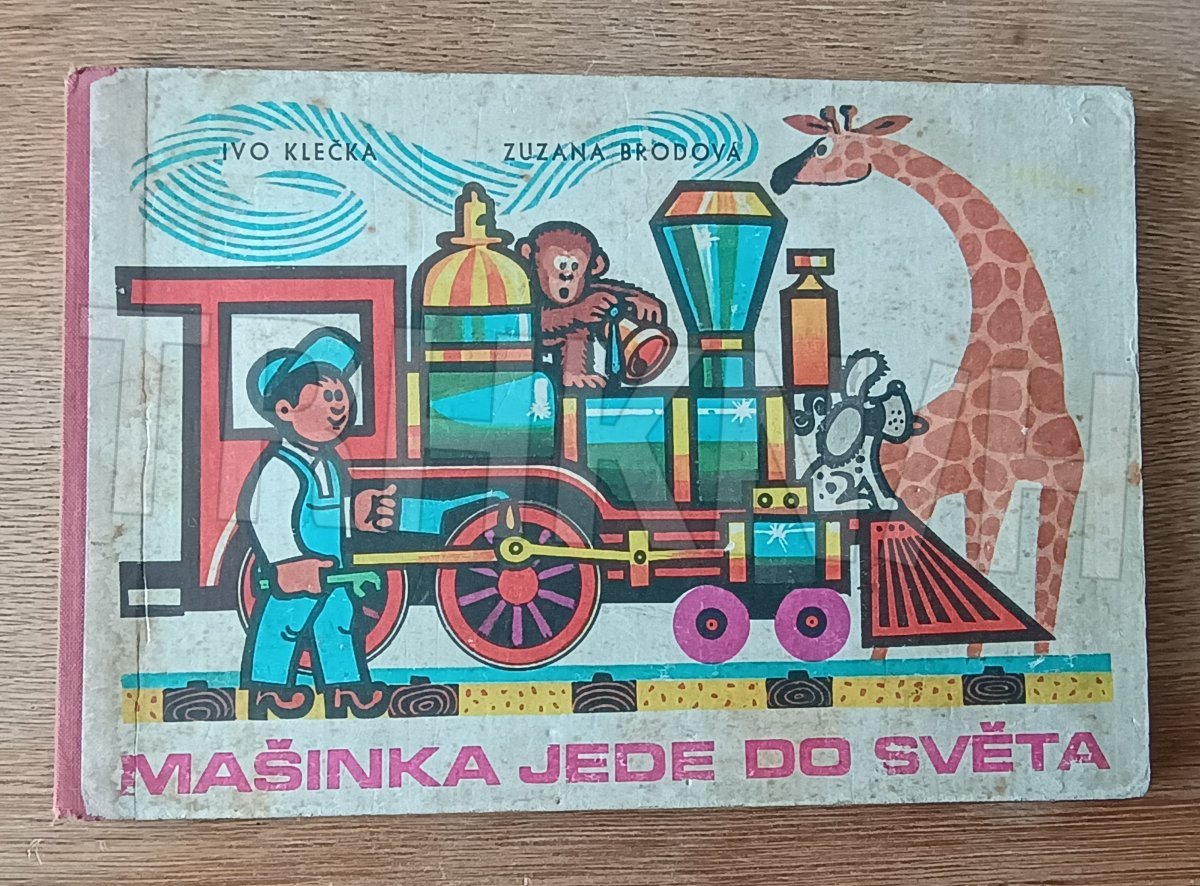 IVO KLEČKA
ZUZANA BRODOVÁ
MAŠINKA JEDE DO SVĚTA